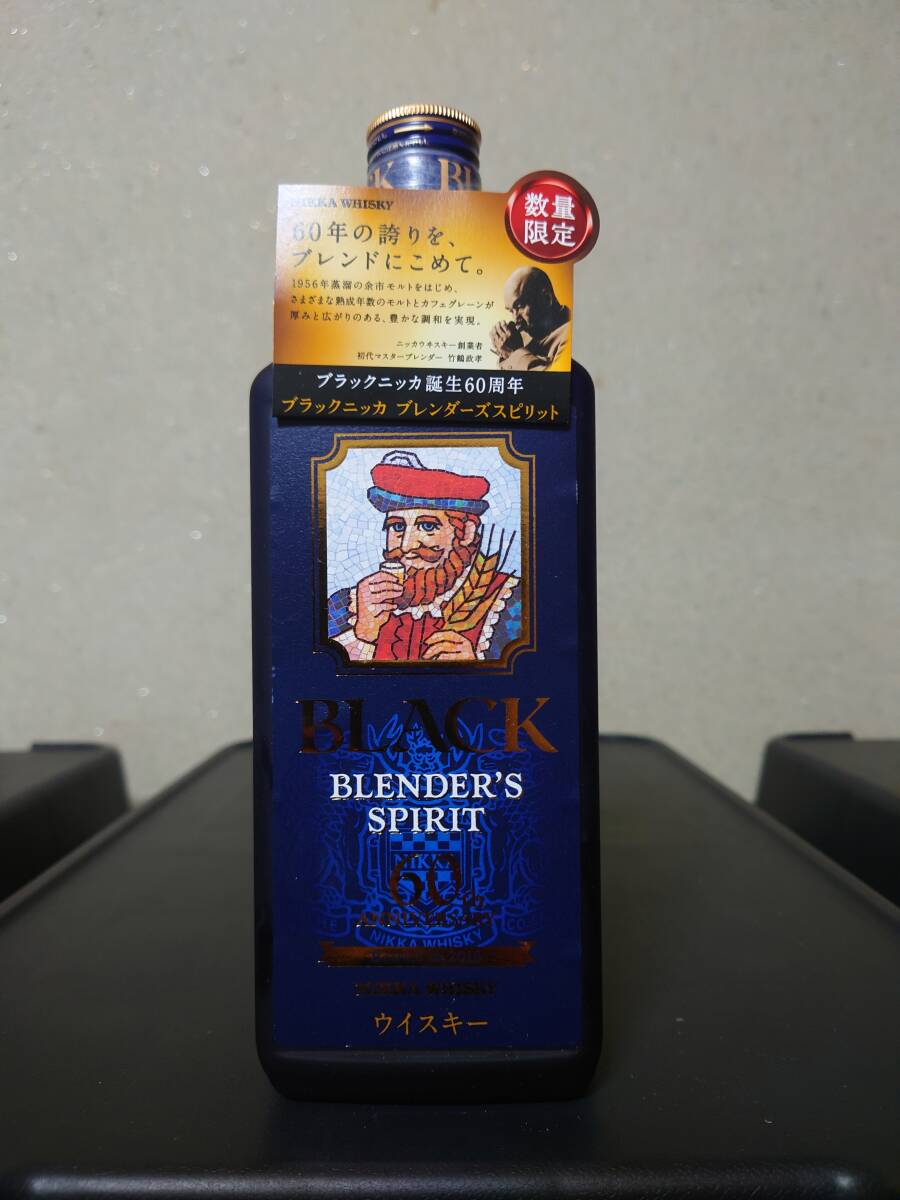 BLACK
NIKKA WHISKY
数量
限定
60年の誇りを、
ブレンドにこめて。
1956年蒸溜の余市モルトをはじめ、
さまざまな熟成年数のモルトとカフェグレーンが
厚みと広がりのある、豊かな調和を実現。
ニッカウヰスキー創業者
初代マスターブレンダー 竹鶴政孝
ブラックニッカ誕生60周年
ブラックニッカ ブレンダーズスピリット
BLACK
BLENDER'S
SPIRIT
NIKKA
60th
ANNIVERSARY
NIKKA WHISKY
NIKKA WHISKY
ウイスキー